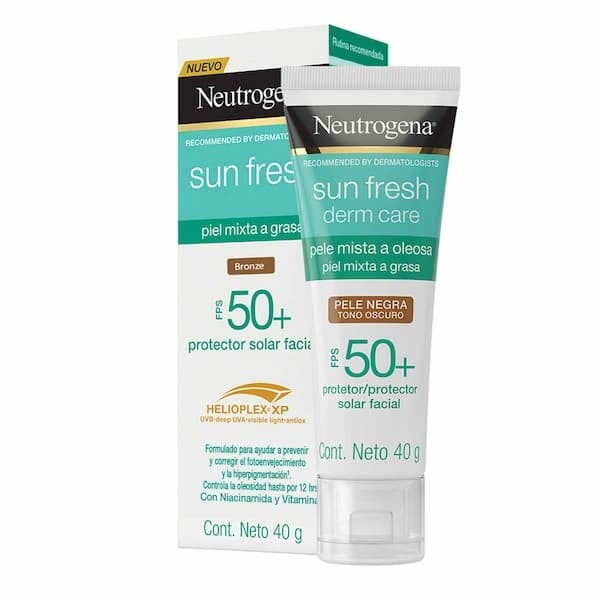 Rutina recomendada
NUEVO
Neutrogena
RECOMMENDED BY DERMATOLOGISTS
sun fresh
piel mixta a grasa
Bronze
FPS 50+
protector solar facial
HELIOPLEX® XP
UVB•deep UVA•visible light•antiox
Formulado para ayudar a prevenir
y corregir el fotoenvejecimiento
y la hiperpigmentación¹.
Controla la oleosidad hasta por 12 hrs
Con Niacinamida y Vitamina
Cont. Neto 40 g
Neutrogena®
RECOMMENDED BY DERMATOLOGISTS
sun fresh
derm care
pele mista a oleosa
piel mixta a grasa
PELE NEGRA
TONO OSCURO
FPS 50+
protetor/protector
solar facial
Cont. Neto 40 g